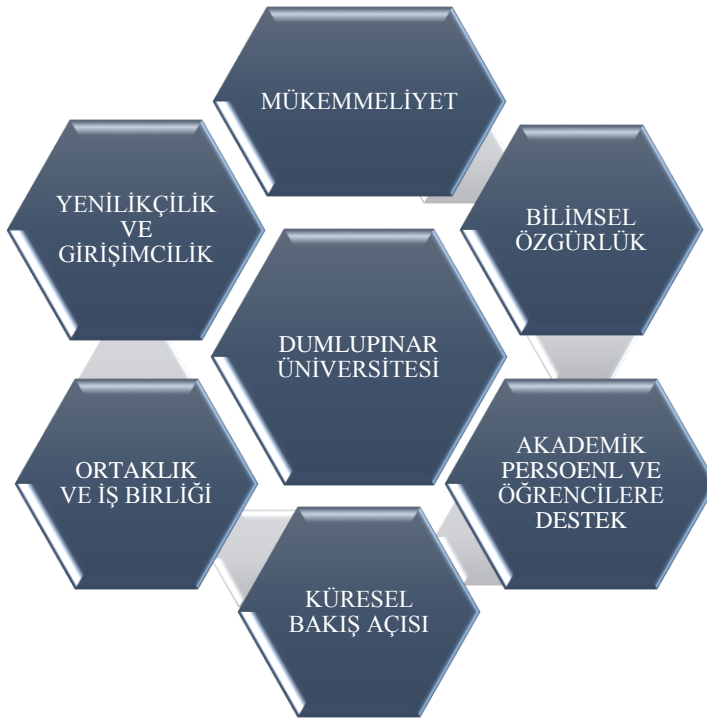 MÜKEMMELİYET
YENİLİKÇİLİK
VE
GİRİŞİMCİLİK
BİLİMSEL
ÖZGÜRLÜK
DUMLUPINAR
ÜNİVERSİTESİ
ORTAKLIK
VE İŞ BİRLİĞİ
AKADEMİK
PERSOENL VE
ÖĞRENCİLERE
DESTEK
KÜRESEL
BAKIŞ AÇISI